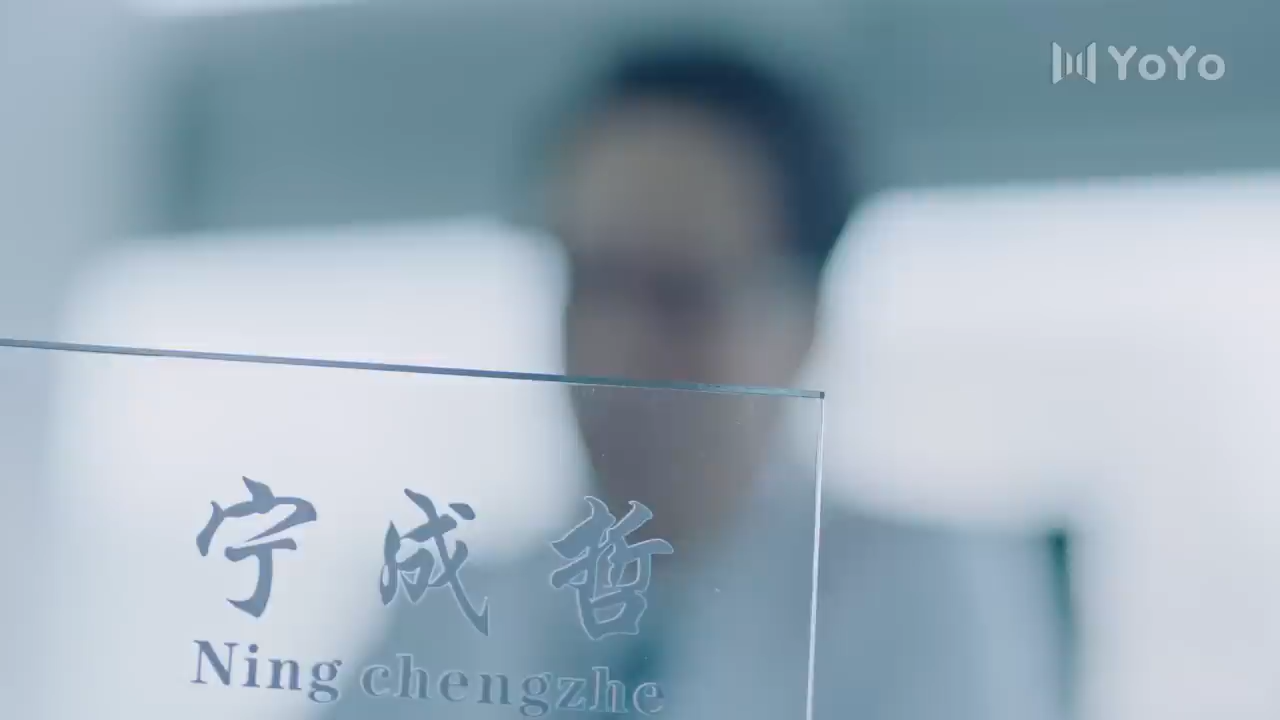 YoYo
宁成哲
Ning chengzhe